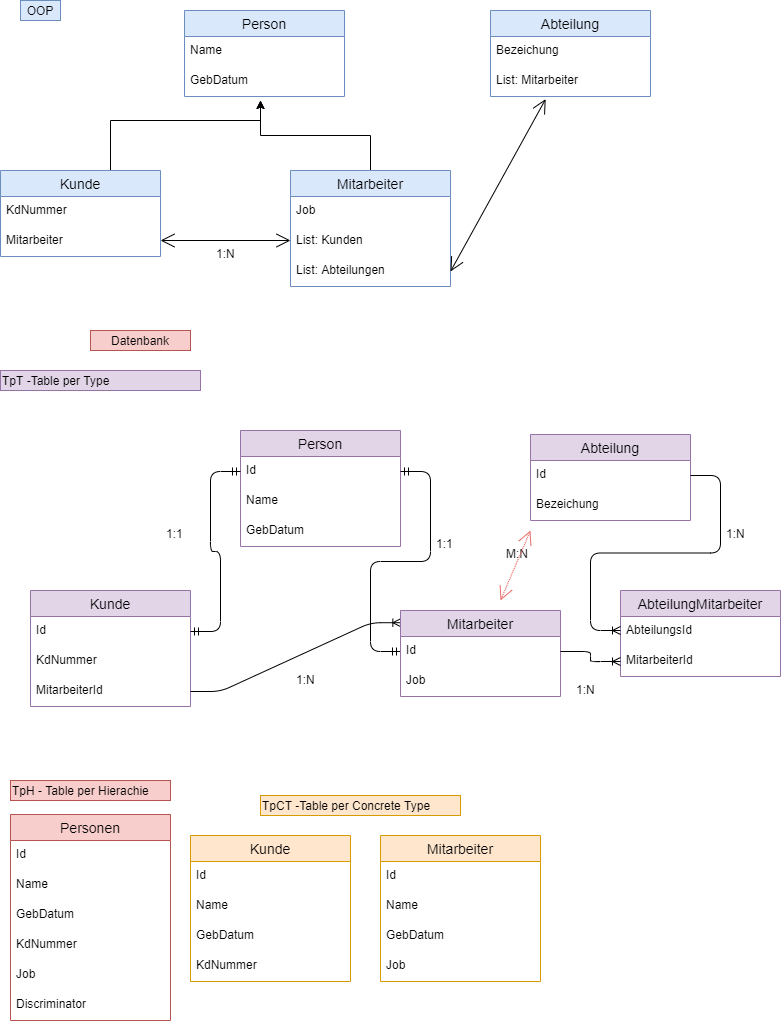 OOP
Person
Name
GebDatum
Abteilung
Bezeichung
List: Mitarbeiter
Kunde
KdNummer
Mitarbeiter
1:N
Mitarbeiter
Job
List: Kunden
List: Abteilungen
Datenbank
TpT -Table per Type
Person
Id
Name
GebDatum
Abteilung
Id
Bezeichung
1:1
1:1
M:N
1:N
Kunde
Id
KdNummer
MitarbeiterId
1:N
Mitarbeiter
Id
Job
1:N
AbteilungMitarbeiter
AbteilungsId
MitarbeiterId
TpH - Table per Hierachie
Personen
Id
Name
GebDatum
KdNummer
Job
Discriminator
TpCT -Table per Concrete Type
Kunde
Id
Name
GebDatum
KdNummer
Mitarbeiter
Id
Name
GebDatum
Job